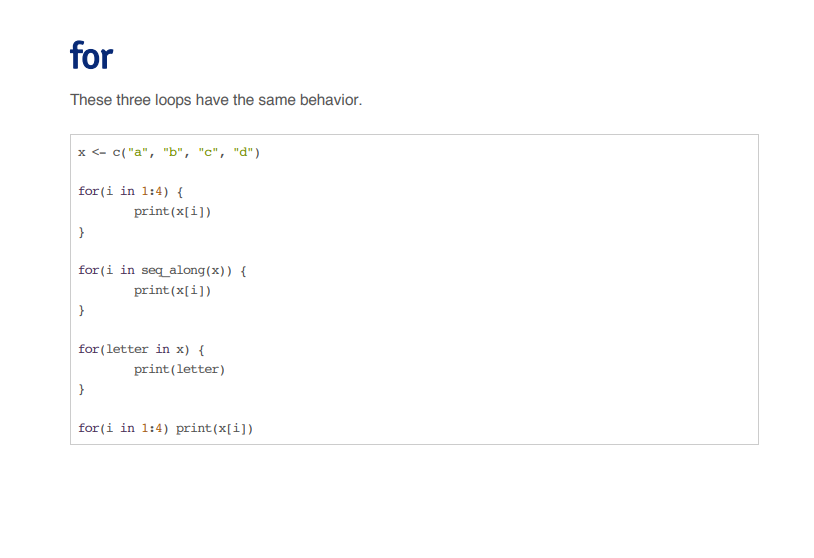 for
These three loops have the same behavior.
x <- c("a", "b", "c", "d")
for(i in 1:4) {
        print(x[i])
}
for(i in seq_along(x)) {
        print(x[i])
}
for(letter in x) {
        print(letter)
}
for(i in 1:4) print(x[i])